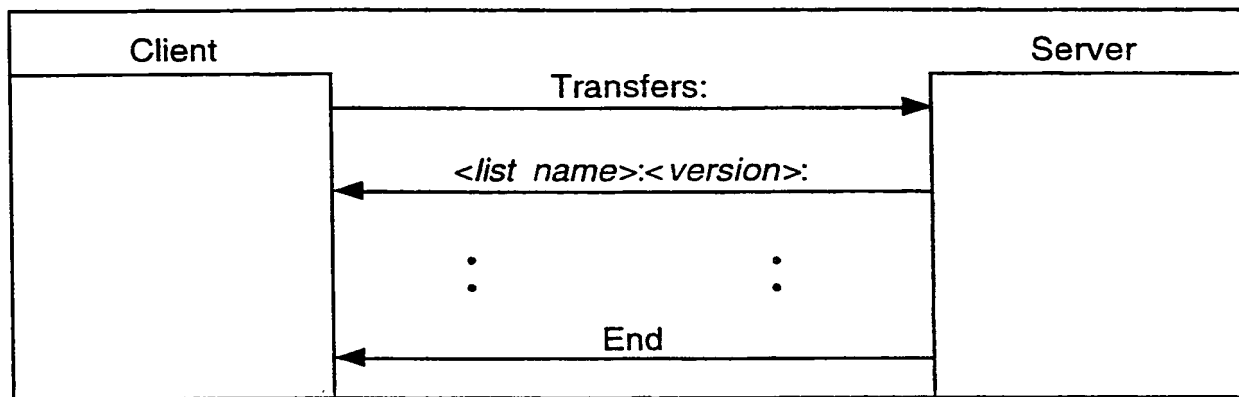 Client
Server
Transfers:
<list name>:<version>:
: :
End